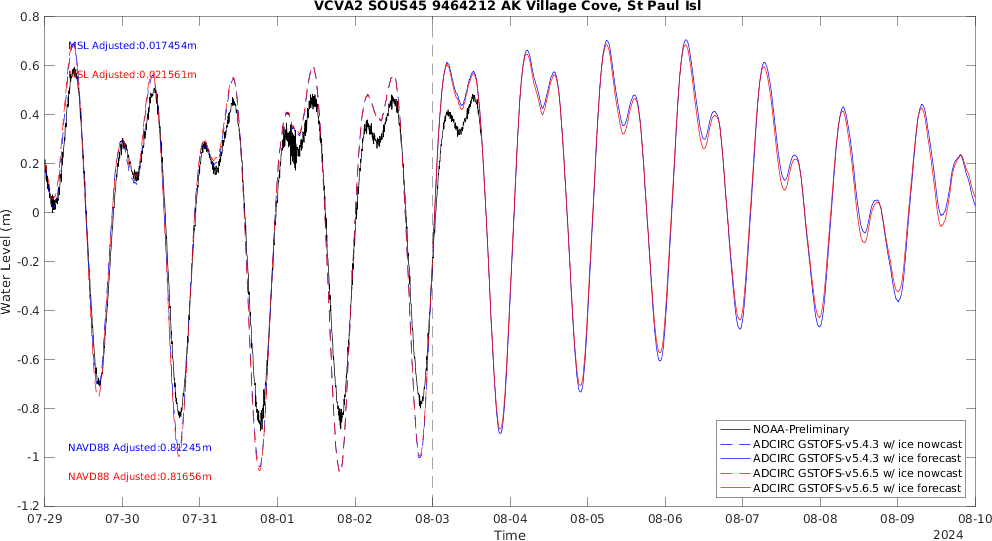 VCVA2 SOUS45 9464212 AK Village Cove, St Paul Isl
0.8
0.6
0.4
0.2
0
-0.2
-0.4
-0.6
-0.8
-1
-1.2
Water Level (m)
MSL Adjusted:0.017454m
MSL Adjusted:0.021561m
NAVD88 Adjusted:0.81245m
NAVD88 Adjusted:0.81656m
NOAA-Preliminary
ADCIRC GSTOFS-v5.4.3 w/ ice nowcast
ADCIRC GSTOFS-v5.4.3 w/ ice forecast
ADCIRC GSTOFS-v5.6.5 w/ ice nowcast
ADCIRC GSTOFS-v5.6.5 w/ ice forecast
07-29 07-30 07-31 08-01 08-02 08-03 08-04 08-05 08-06 08-07 08-08 08-09 08-10
Time
2024